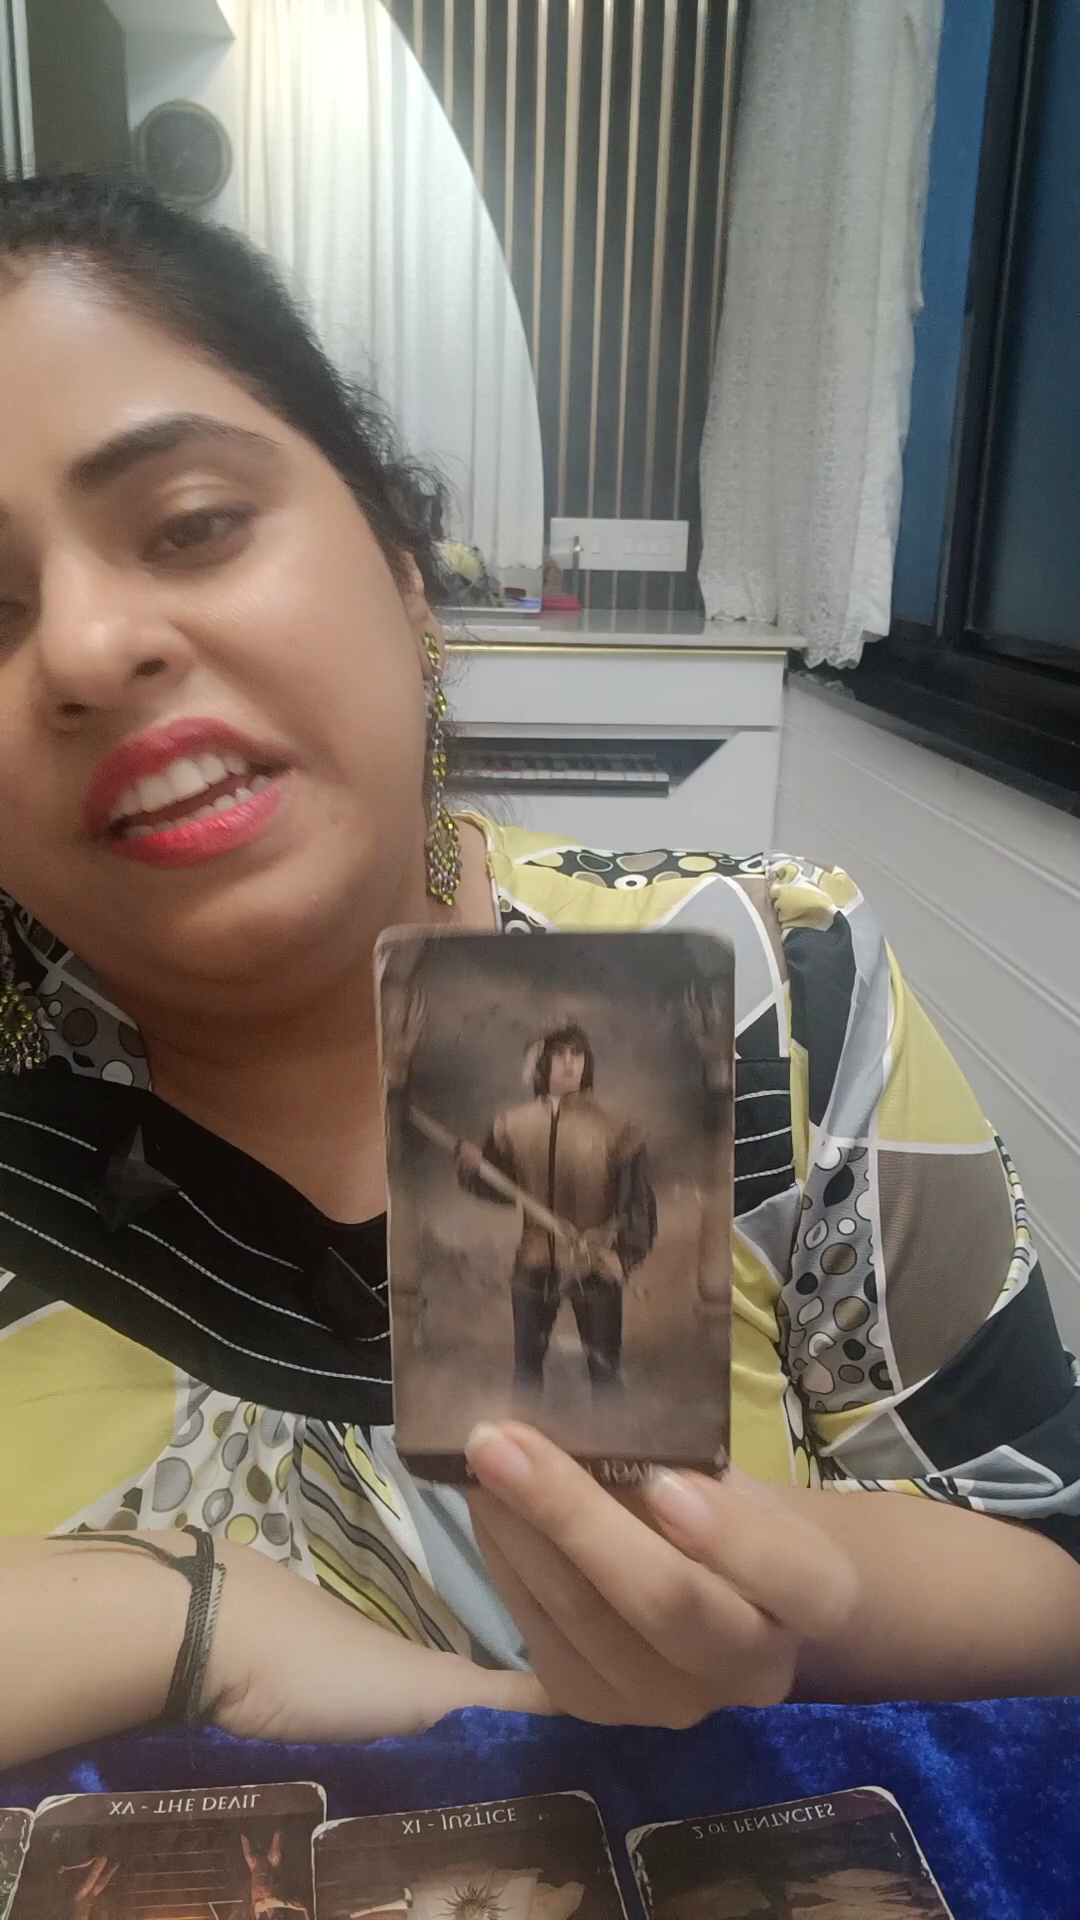 XV - THE DEVIL
XI - JUSTICE
2 OF PENTACLES